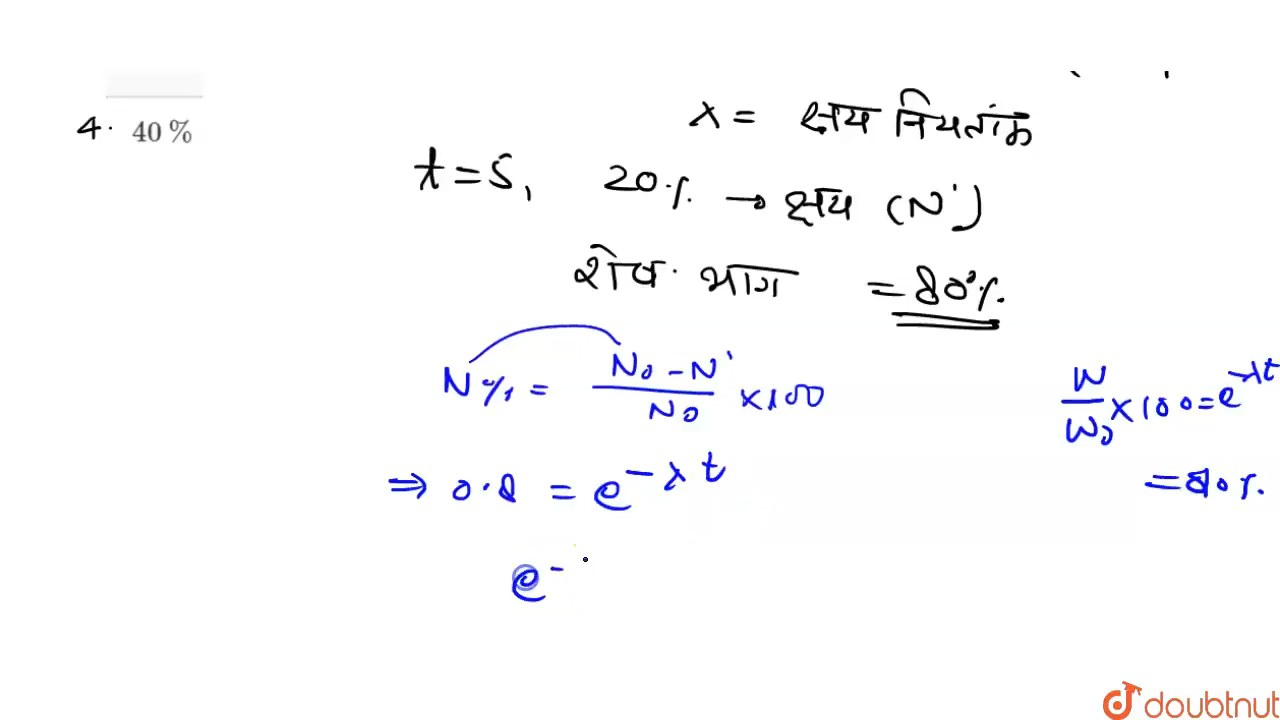 λ = क्षय नियतांक
4. 40 %
t = 5, 20% → क्षय (N')
शेष भाग = 80%
N% = N₀ - N' / N₀ × 100
W / W₀ × 100 = e^-λt
⇒ 0.8 = e^-λt
= 80%
e^-
doubtnut